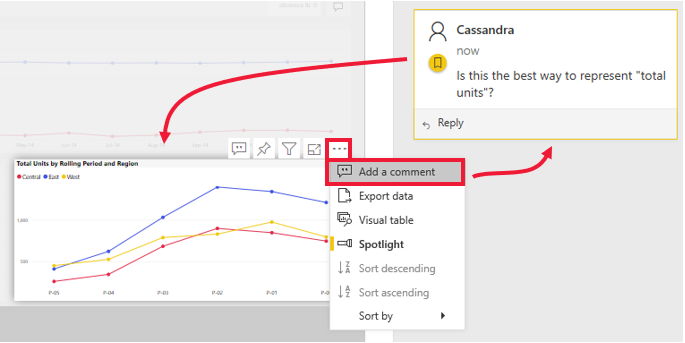 Cassandra
now
Is this the best way to represent "total
units"?
Reply
Total Units by Rolling Period and Region
Central East West
1,000
500
P-05 P-04 P-03 P-02 P-01
Add a comment
Export data
Visual table
Spotlight
Sort descending
Sort ascending
Sort by